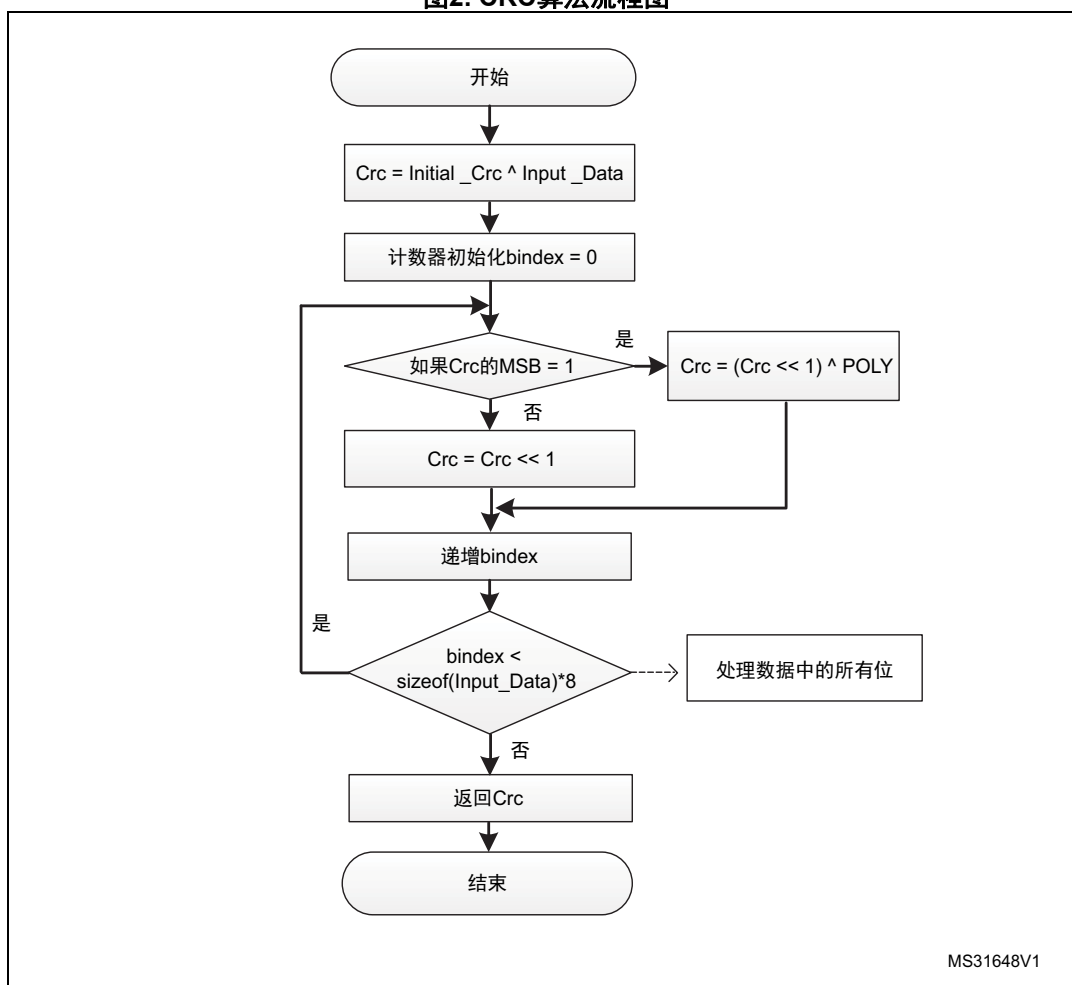 图2. CRC算法流程图
开始
Crc = Initial _Crc ^ Input _Data
计数器初始化bindex = 0
如果Crc的MSB = 1
是
Crc = (Crc << 1) ^ POLY
否
Crc = Crc << 1
递增bindex
是
bindex <
sizeof(Input_Data)*8
处理数据中的所有位
否
返回Crc
结束
MS31648V1